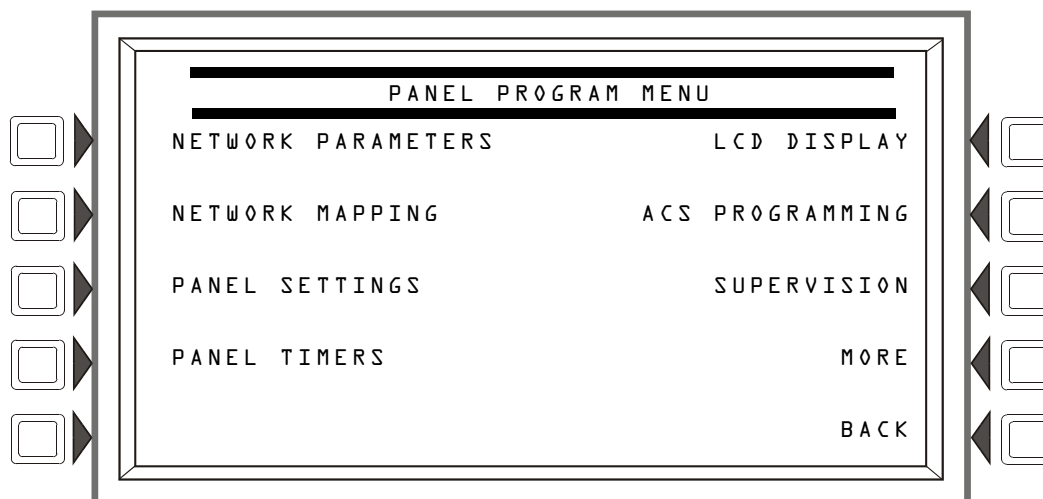 PANEL PROGRAM MENU
NETWORK PARAMETERS LCD DISPLAY
NETWORK MAPPING ACS PROGRAMMING
PANEL SETTINGS SUPERVISION
PANEL TIMERS MORE
BACK